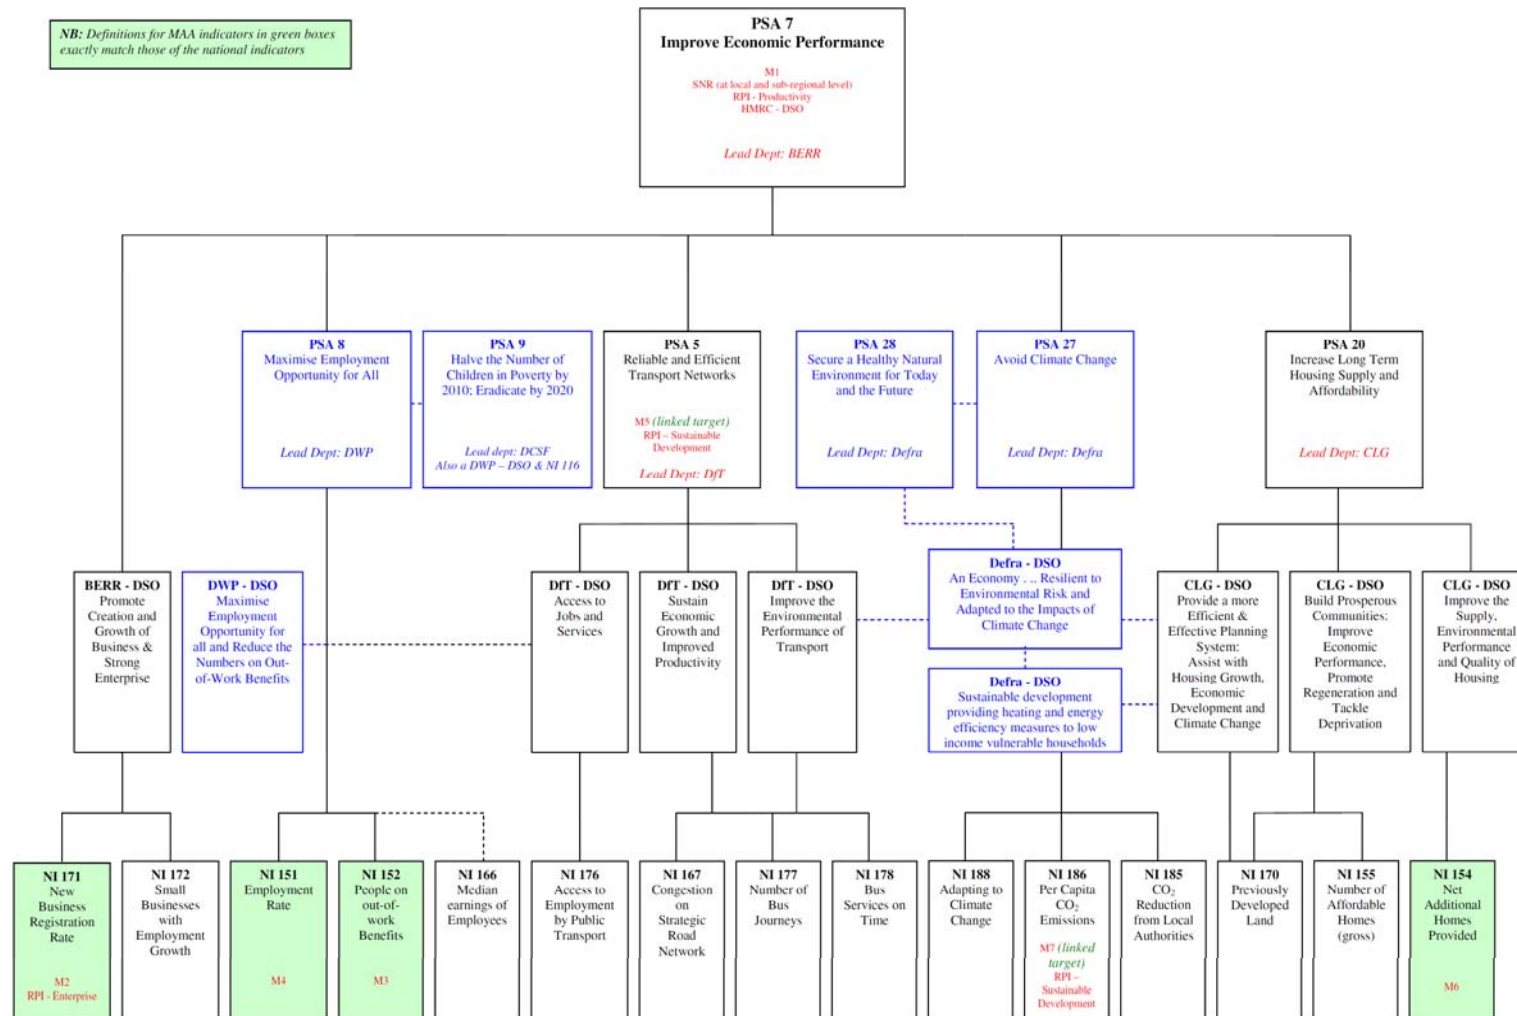 NB: Definitions for MAA indicators in green boxes
exactly match those of the national indicators
PSA 7
Improve Economic Performance
M1
SNR (at local and sub-regional level)
RPI - Productivity
HMRC - DSO
Lead Dept: BERR
PSA 8
Maximise Employment
Opportunity for All
Lead Dept: DWP
PSA 9
Halve the Number of
Children in Poverty by
2010; Eradicate by 2020
Lead dept: DCSF
Also a DWP – DSO & NI 116
PSA 5
Reliable and Efficient
Transport Networks
M5 (linked target)
RPI – Sustainable
Development
Lead Dept: DfT
PSA 28
Secure a Healthy Natural
Environment for Today
and the Future
Lead Dept: Defra
PSA 27
Avoid Climate Change
Lead Dept: Defra
PSA 20
Increase Long Term
Housing Supply and
Affordability
Lead Dept: CLG
BERR - DSO
Promote
Creation and
Growth of
Business &
Strong
Enterprise
DWP - DSO
Maximise
Employment
Opportunity for
all and Reduce the
Numbers on Out-
of-Work Benefits
DfT - DSO
Access to
Jobs and
Services
DfT - DSO
Sustain
Economic
Growth and
Improved
Productivity
DfT - DSO
Improve the
Environmental
Performance of
Transport
Defra - DSO
An Economy . .. Resilient to
Environmental Risk and
Adapted to the Impacts of
Climate Change
Defra - DSO
Sustainable development
providing heating and energy
efficiency measures to low
income vulnerable households
CLG - DSO
Provide a more
Efficient &
Effective Planning
System:
Assist with
Housing Growth,
Economic
Development and
Climate Change
CLG - DSO
Build Prosperous
Communities:
Improve
Economic
Performance,
Promote
Regeneration and
Tackle
Deprivation
CLG - DSO
Improve the
Supply,
Environmental
Performance
and Quality of
Housing
NI 171
New
Business
Registration
Rate
M2
RPI - Enterprise
NI 172
Small
Businesses
with
Employment
Growth
NI 151
Employment
Rate
M4
NI 152
People on
out-of-
work
Benefits
M3
NI 166
Median
earnings of
Employees
NI 176
Access to
Employment
by Public
Transport
NI 167
Congestion
on
Strategic
Road
Network
NI 177
Number of
Bus
Journeys
NI 178
Bus
Services on
Time
NI 188
Adapting to
Climate
Change
NI 186
Per Capita
CO2
Emissions
M7 (linked
target)
RPI –
Sustainable
Development
NI 185
CO2
Reduction
from Local
Authorities
NI 170
Previously
Developed
Land
NI 155
Number of
Affordable
Homes
(gross)
NI 154
Net
Additional
Homes
Provided
M6